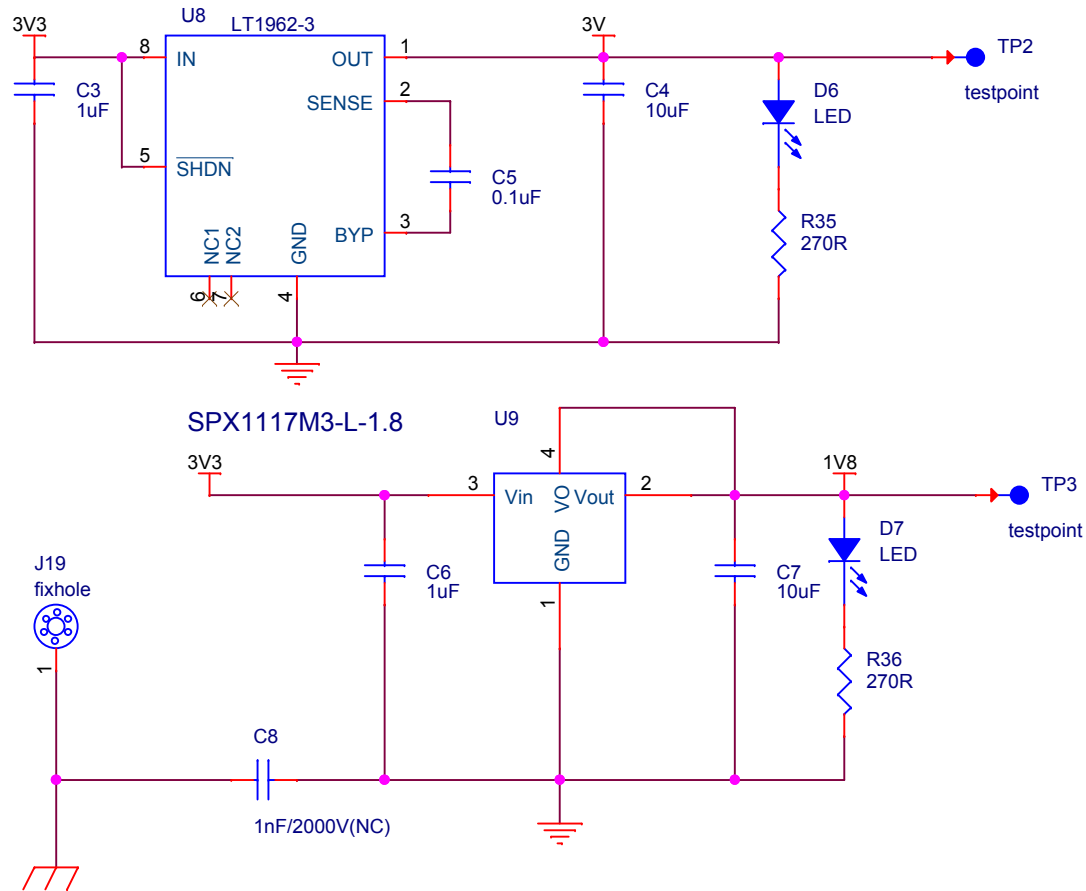 U8
LT1962-3
3V3
3V
8
IN
OUT
1
TP2
testpoint
C3
1uF
SENSE
2
C4
10uF
D6
LED
5
SHDN
C5
0.1uF
BYP
3
R35
270R
NC1
NC2
GND
6
7
4
SPX1117M3-L-1.8
U9
3V3
4
1V8
3
Vin
VO
Vout
2
TP3
testpoint
GND
D7
LED
J19
fixhole
C6
1uF
C7
10uF
1
1
R36
270R
C8
1nF/2000V(NC)